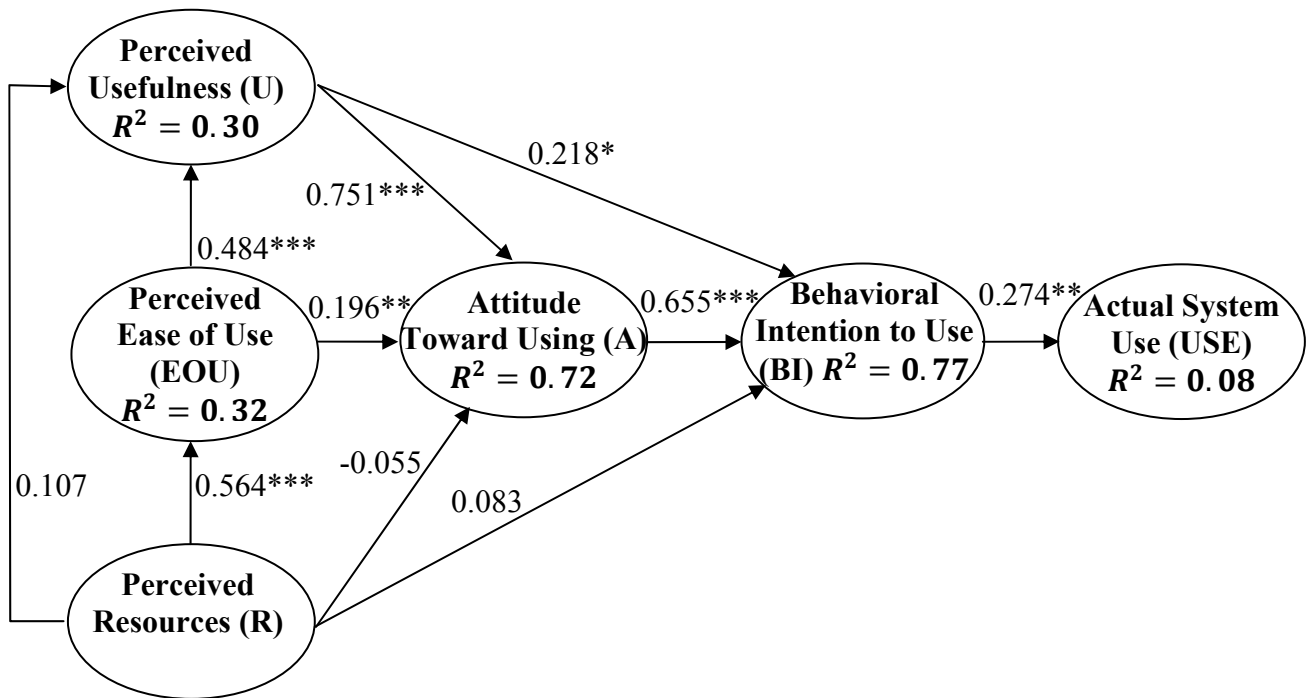 Perceived
Usefulness (U)
R² = 0.30
0.218*
0.751***
0.484***
Perceived
Ease of Use
(EOU)
R² = 0.32
0.196**
Attitude
Toward Using (A)
R² = 0.72
0.655***
Behavioral
Intention to Use
(BI) R² = 0.77
0.274**
Actual System
Use (USE)
R² = 0.08
0.107
0.564***
-0.055
0.083
Perceived
Resources (R)